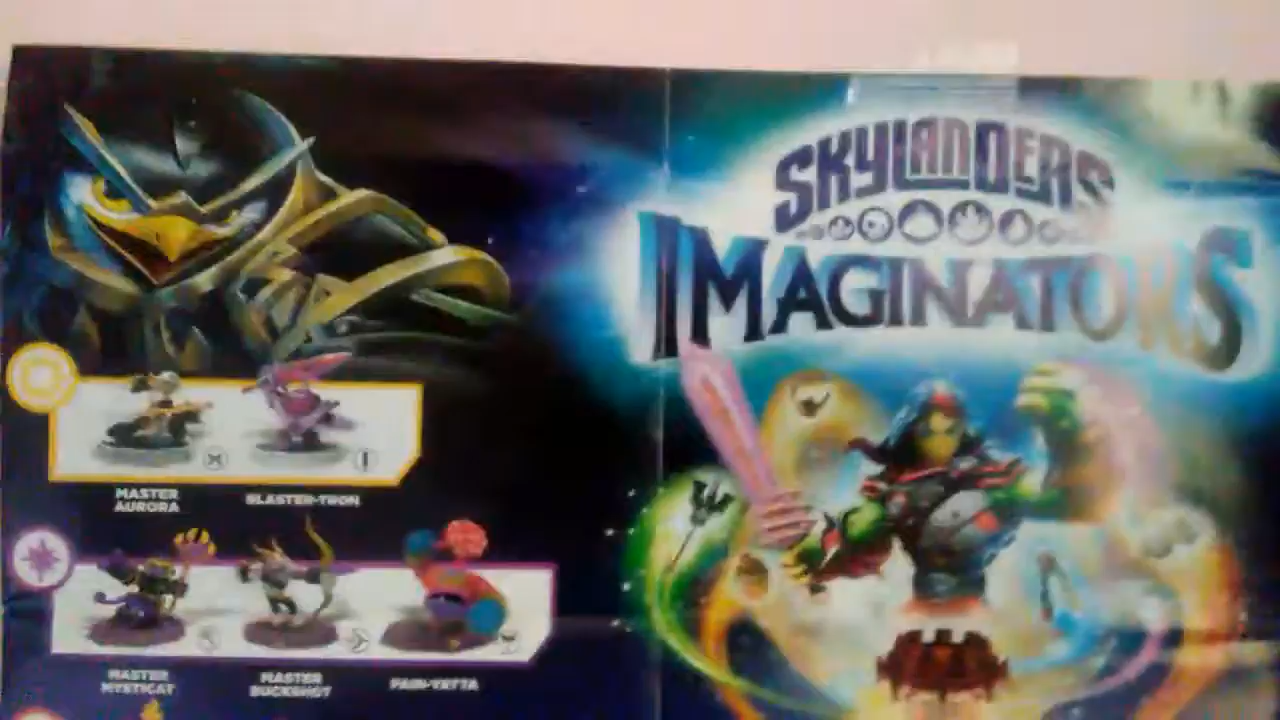 SKYLANDERS
IMAGINATORS
MASTER
AURORA
BLASTER-TRON
MASTER
MYSTICAT
MASTER
BUCKSHOT
PAIN-YATTA